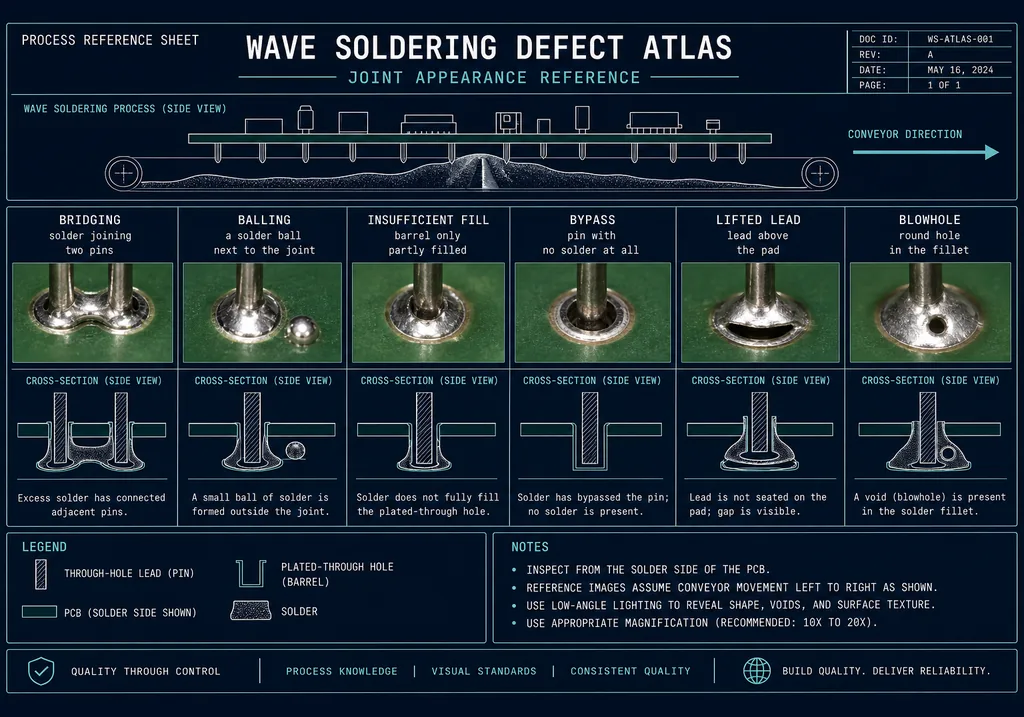 PROCESS REFERENCE SHEET
WAVE SOLDERING DEFECT ATLAS
JOINT APPEARANCE REFERENCE
DOC ID: WS-ATLAS-001
REV: A
DATE: MAY 16, 2024
PAGE: 1 OF 1
WAVE SOLDERING PROCESS (SIDE VIEW)
CONVEYOR DIRECTION
BRIDGING
solder joining
two pins
CROSS-SECTION (SIDE VIEW)
Excess solder has connected
adjacent pins.
BALLING
a solder ball
next to the joint
CROSS-SECTION (SIDE VIEW)
A small ball of solder is
formed outside the joint.
INSUFFICIENT FILL
barrel only
partly filled
CROSS-SECTION (SIDE VIEW)
Solder does not fully fill
the plated-through hole.
BYPASS
pin with
no solder at all
CROSS-SECTION (SIDE VIEW)
Solder has bypassed the pin;
no solder is present.
LIFTED LEAD
lead above
the pad
CROSS-SECTION (SIDE VIEW)
Lead is not seated on the
pad; gap is visible.
BLOWHOLE
round hole
in the fillet
CROSS-SECTION (SIDE VIEW)
A void (blowhole) is present
in the solder fillet.
LEGEND
THROUGH-HOLE LEAD (PIN)
PLATED-THROUGH HOLE
(BARREL)
PCB (SOLDER SIDE SHOWN)
SOLDER
NOTES
• INSPECT FROM THE SOLDER SIDE OF THE PCB.
• REFERENCE IMAGES ASSUME CONVEYOR MOVEMENT LEFT TO RIGHT AS SHOWN.
• USE LOW-ANGLE LIGHTING TO REVEAL SHAPE, VOIDS, AND SURFACE TEXTURE.
• USE APPROPRIATE MAGNIFICATION (RECOMMENDED: 10X TO 20X).
QUALITY THROUGH CONTROL
PROCESS KNOWLEDGE | VISUAL STANDARDS | CONSISTENT QUALITY
BUILD QUALITY. DELIVER RELIABILITY.